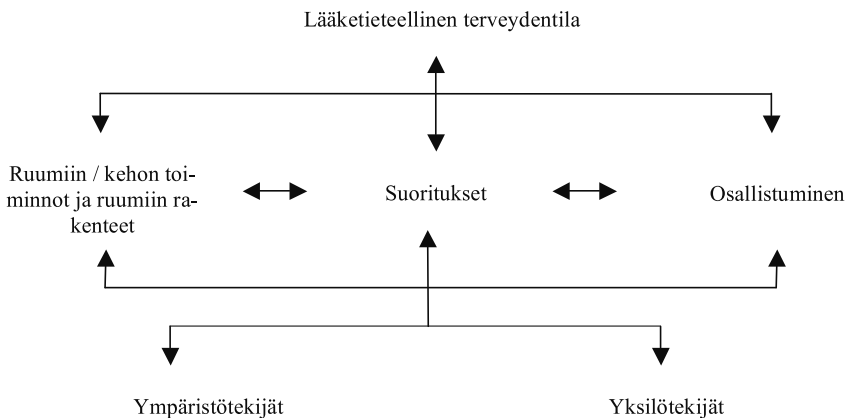 Lääketieteellinen terveydentila
Ruumiin / kehon toi-
minnot ja ruumiin ra-
kenteet
Suoritukset
Osallistuminen
Ympäristötekijät
Yksilötekijät